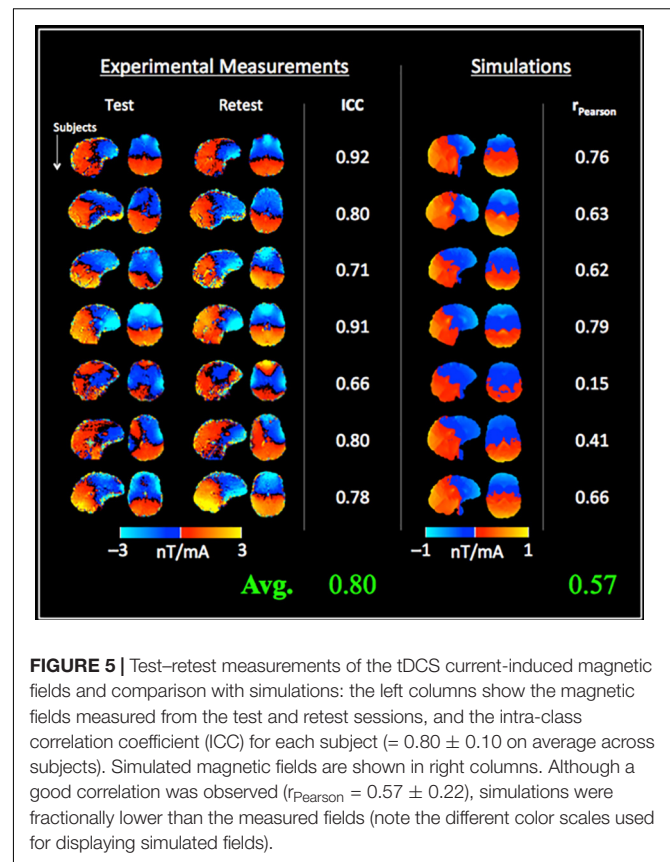 Experimental Measurements Simulations
Test Retest ICC r_Pearson
Subjects
0.92 0.76
0.80 0.63
0.71 0.62
0.91 0.79
0.66 0.15
0.80 0.41
0.78 0.66
−3 nT/mA 3 −1 nT/mA 1
Avg. 0.80 0.57
FIGURE 5 | Test–retest measurements of the tDCS current-induced magnetic
fields and comparison with simulations: the left columns show the magnetic
fields measured from the test and retest sessions, and the intra-class
correlation coefficient (ICC) for each subject (= 0.80 ± 0.10 on average across
subjects). Simulated magnetic fields are shown in right columns. Although a
good correlation was observed (r_Pearson = 0.57 ± 0.22), simulations were
fractionally lower than the measured fields (note the different color scales used
for displaying simulated fields).